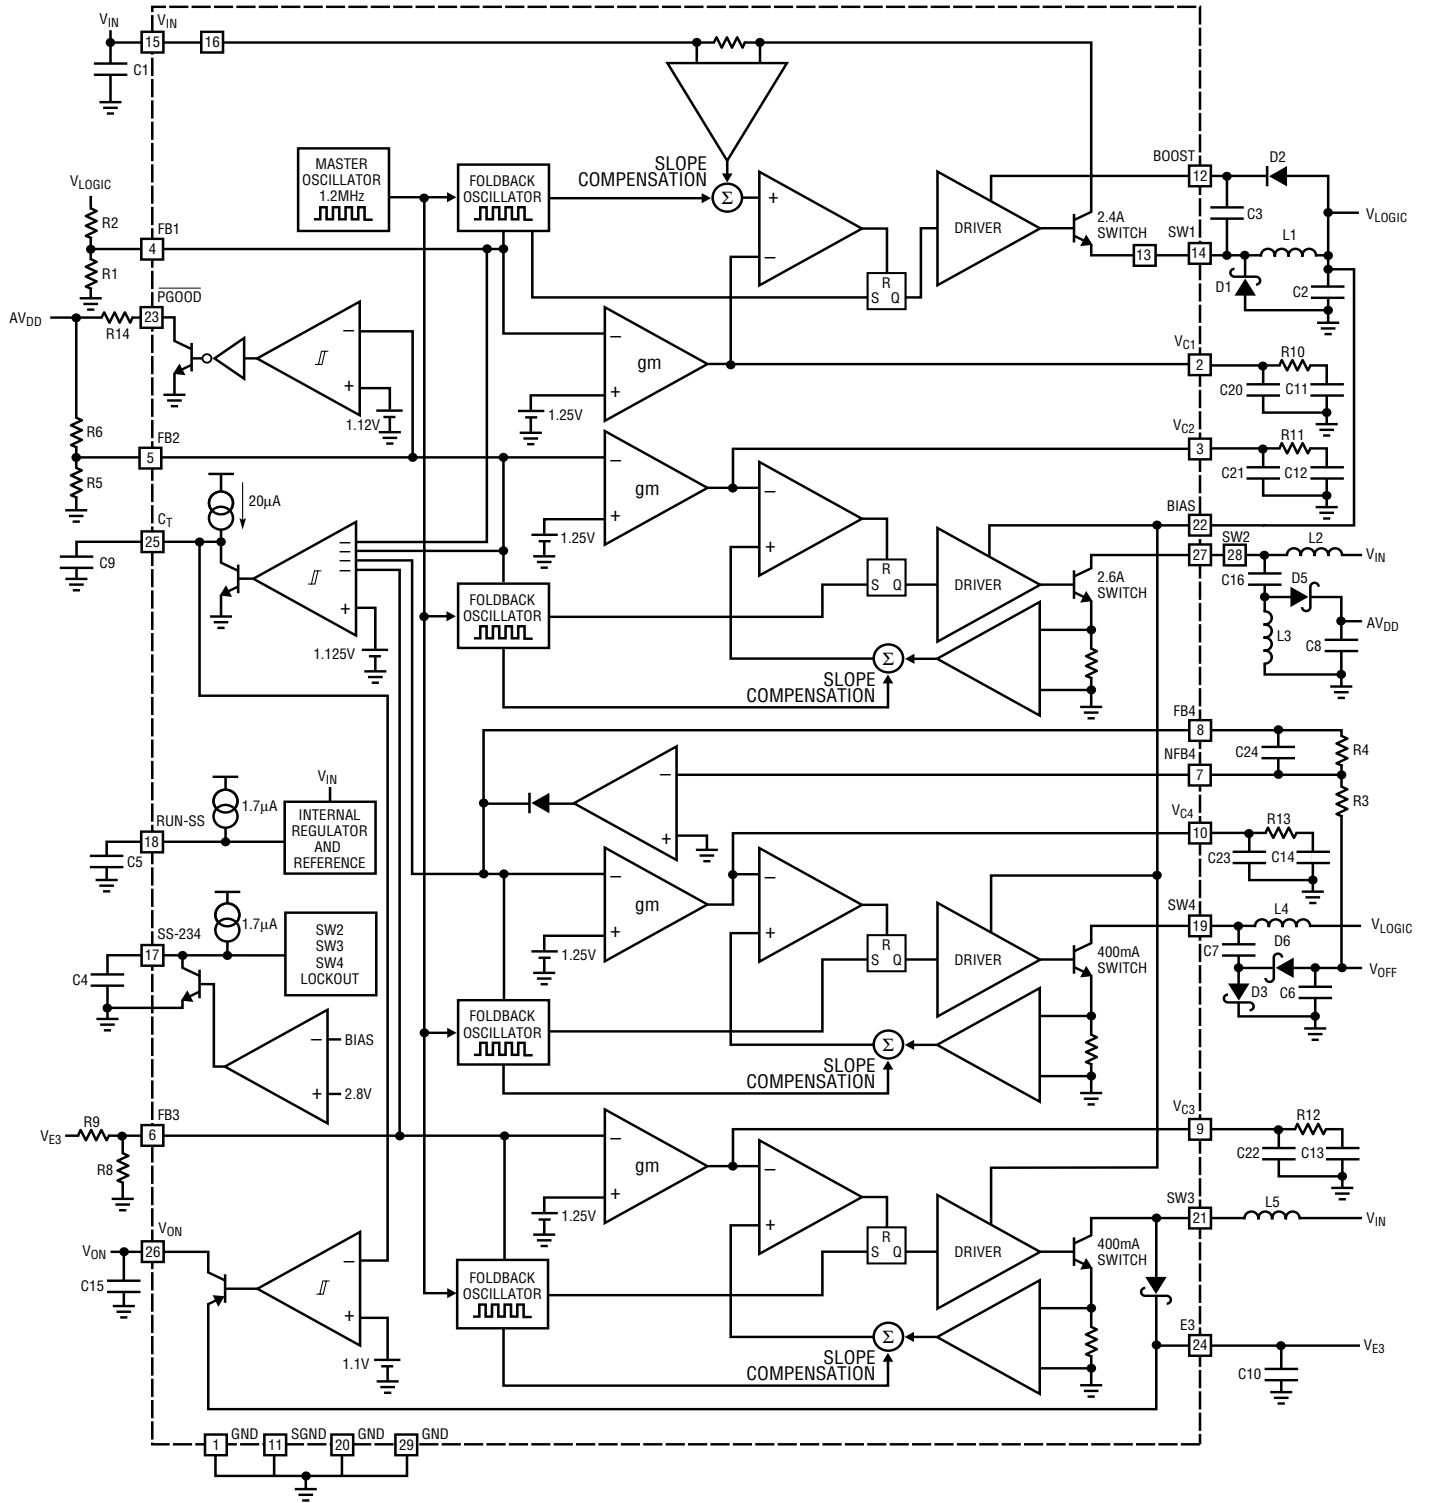 VIN
VIN
15
16
C1
MASTER
OSCILLATOR
1.2MHz
FOLDBACK
OSCILLATOR
SLOPE
COMPENSATION
Σ
+
–
R
S Q
DRIVER
2.4A
SWITCH
BOOST
12
D2
C3
VLOGIC
SW1
13
14
L1
D1
C2
VLOGIC
R2
FB1
4
R1
PGOOD
AVDD
R14
23
–
+
1.12V
–
gm
+
1.25V
VC1
2
R10
C20
C11
R6
FB2
5
R5
–
gm
+
1.25V
VC2
3
R11
C21
C12
20µA
CT
25
C9
–
–
–
–
+
1.125V
FOLDBACK
OSCILLATOR
–
+
R
S Q
DRIVER
2.6A
SWITCH
Σ
SLOPE
COMPENSATION
BIAS
22
27
SW2
28
L2
VIN
C16
D5
L3
AVDD
C8
FB4
8
C24
R4
NFB4
7
R3
–
+
1.7µA
VIN
RUN-SS
18
C5
INTERNAL
REGULATOR
AND
REFERENCE
VC4
10
R13
C23
C14
–
gm
+
1.25V
–
+
R
S Q
DRIVER
400mA
SWITCH
SW4
19
L4
VLOGIC
C7
D6
VOFF
D3
C6
1.7µA
SS-234
17
C4
SW2
SW3
SW4
LOCKOUT
– BIAS
+ 2.8V
FOLDBACK
OSCILLATOR
Σ
SLOPE
COMPENSATION
VE3
R9
FB3
6
R8
–
gm
+
1.25V
VC3
9
R12
C22
C13
–
+
R
S Q
DRIVER
400mA
SWITCH
SW3
21
L5
VIN
VON
VON
26
C15
–
+
1.1V
FOLDBACK
OSCILLATOR
Σ
SLOPE
COMPENSATION
E3
24
VE3
C10
1 GND
11 SGND
20 GND
29 GND